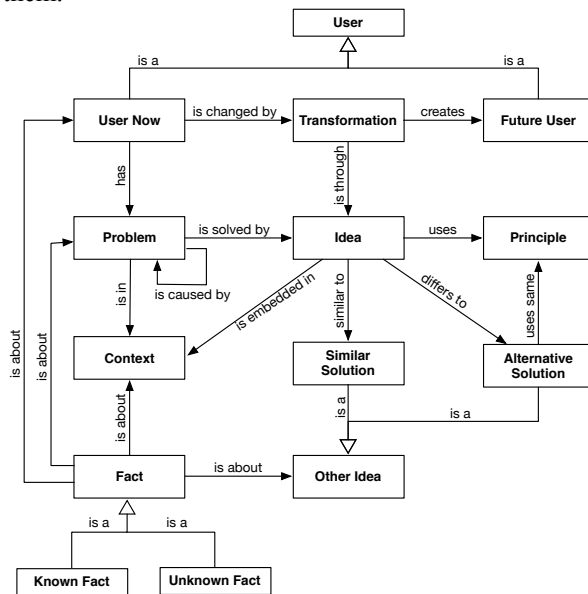 them.
User
is a
is a
User Now
is changed by
Transformation
creates
Future User
has
is through
Problem
is solved by
Idea
uses
Principle
is caused by
is in
is embedded in
similar to
differs to
uses same
is about
is about
Context
Similar
Solution
Alternative
Solution
is about
is a
is a
Fact
is about
Other Idea
is a
is a
Known Fact
Unknown Fact